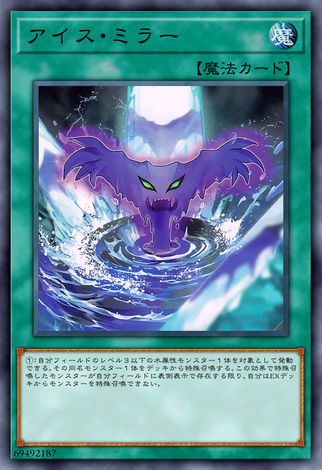 アイス・ミラー
魔
【魔法カード】
①:自分フィールドのレベル3以下の水属性モンスター1体を対象として発動
できる。その同名モンスター1体をデッキから特殊召喚する。この効果で特殊召
喚したモンスターが自分フィールドに表側表示で存在する限り、自分はEXデッ
キからモンスターを特殊召喚できない。
69492187